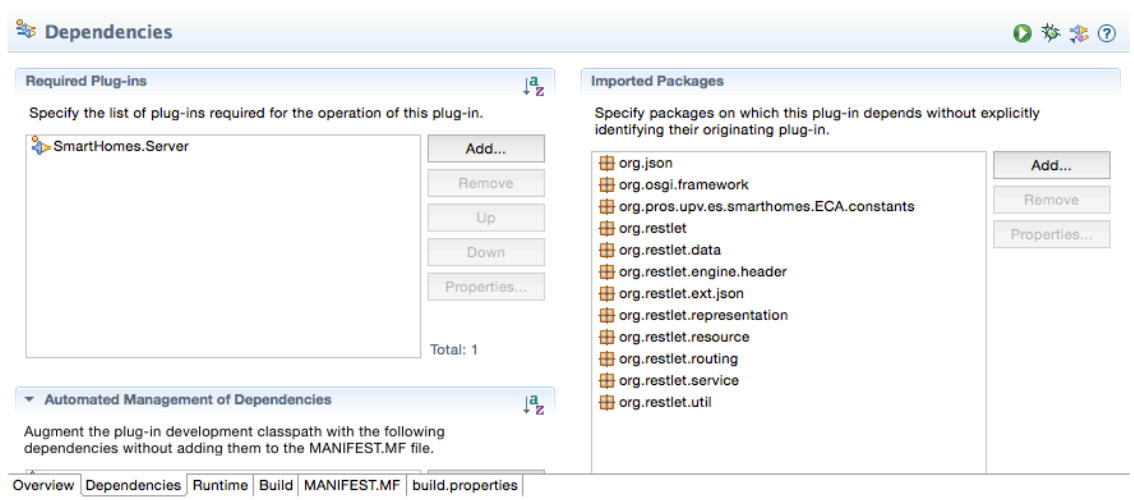 Dependencies
Required Plug-ins
Specify the list of plug-ins required for the operation of this plug-in.
SmartHomes.Server
Add...
Remove
Up
Down
Properties...
Total: 1
Automated Management of Dependencies
Augment the plug-in development classpath with the following
dependencies without adding them to the MANIFEST.MF file.
Imported Packages
Specify packages on which this plug-in depends without explicitly
identifying their originating plug-in.
org.json
org.osgi.framework
org.pros.upv.es.smarthomes.ECA.constants
org.restlet
org.restlet.data
org.restlet.engine.header
org.restlet.ext.json
org.restlet.representation
org.restlet.resource
org.restlet.routing
org.restlet.service
org.restlet.util
Add...
Remove
Properties...
Overview Dependencies Runtime Build MANIFEST.MF build.properties